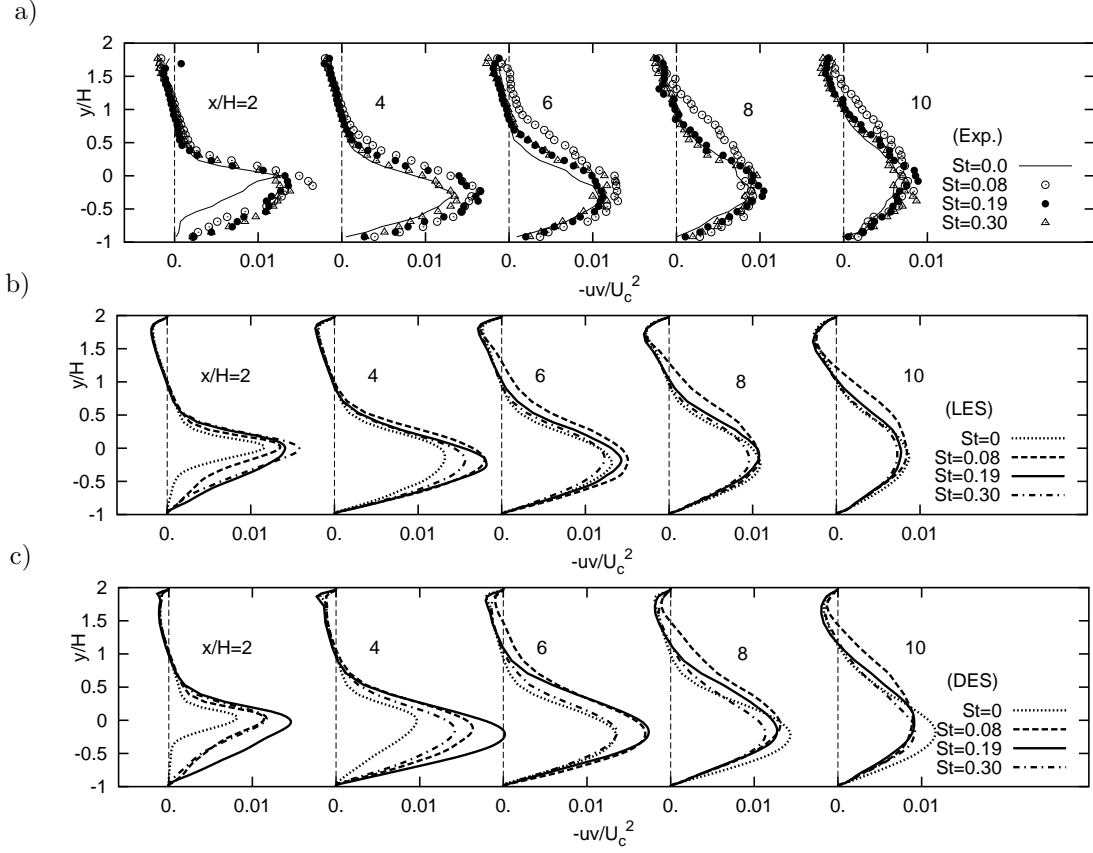 a)
2
1.5
1
0.5
0
-0.5
-1
y/H
x/H=2
4
6
8
10
(Exp.)
St=0.0
St=0.08
St=0.19
St=0.30
0. 0.01 0. 0.01 0. 0.01 0. 0.01 0. 0.01
-uv/U_c^2
b)
2
1.5
1
0.5
0
-0.5
-1
y/H
x/H=2
4
6
8
10
(LES)
St=0
St=0.08
St=0.19
St=0.30
0. 0.01 0. 0.01 0. 0.01 0. 0.01 0. 0.01
-uv/U_c^2
c)
2
1.5
1
0.5
0
-0.5
-1
y/H
x/H=2
4
6
8
10
(DES)
St=0
St=0.08
St=0.19
St=0.30
0. 0.01 0. 0.01 0. 0.01 0. 0.01 0. 0.01
-uv/U_c^2